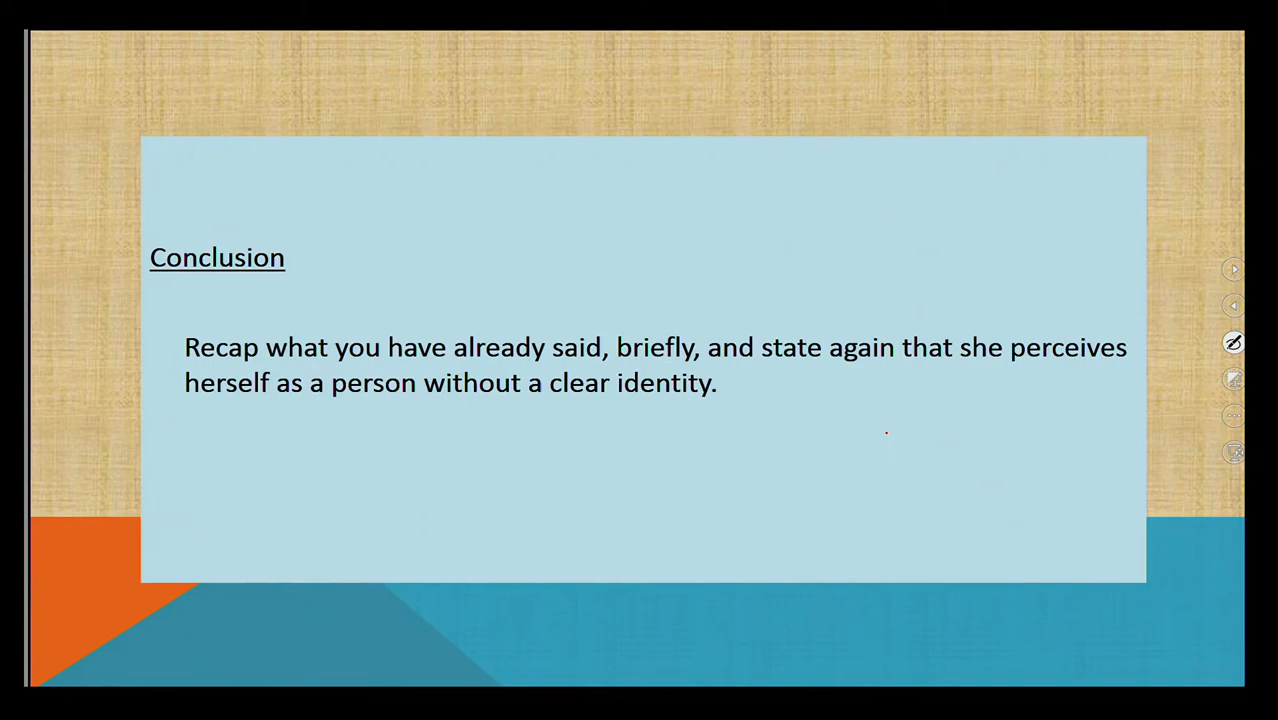 Conclusion
Recap what you have already said, briefly, and state again that she perceives
herself as a person without a clear identity.